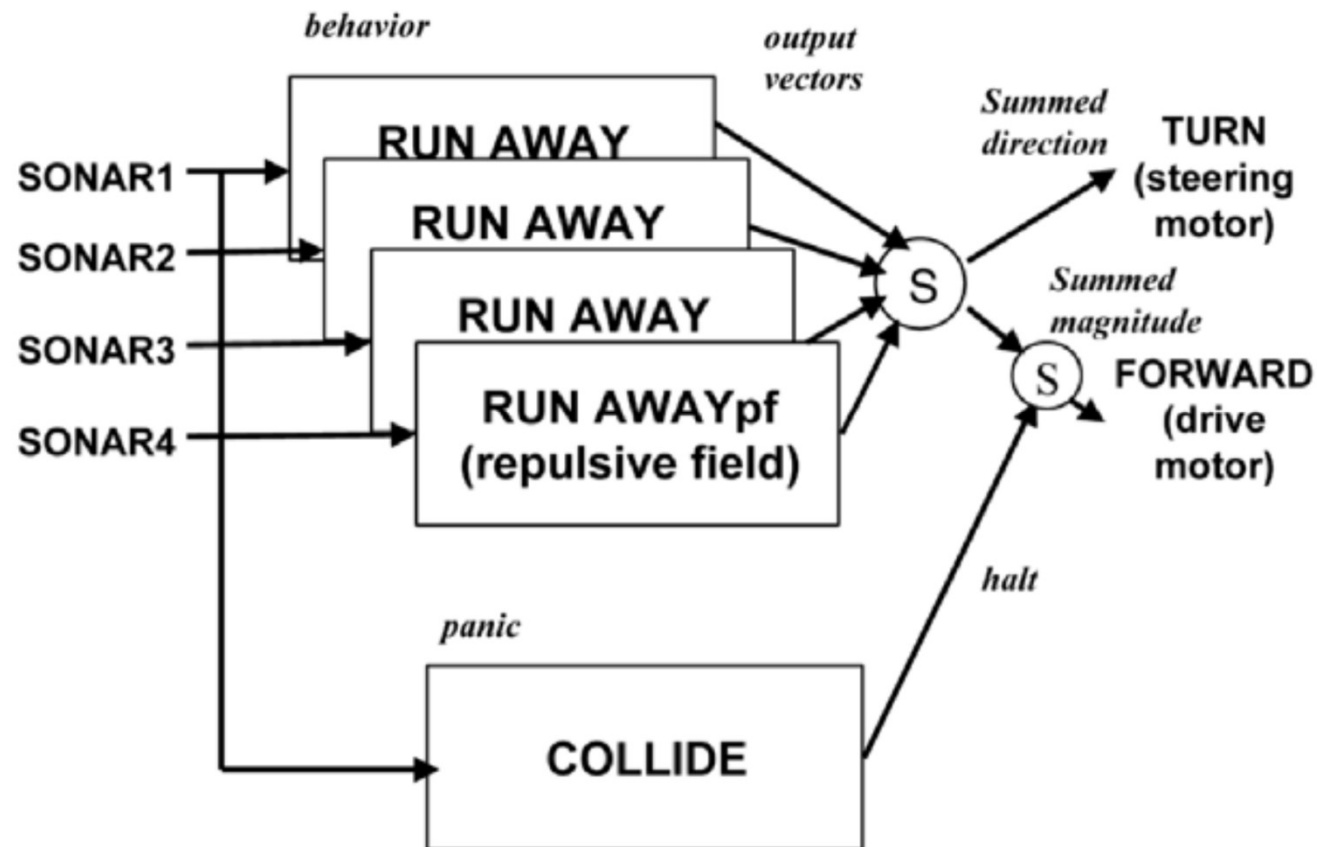 behavior
output
vectors
Summed
direction
TURN
(steering
motor)
SONAR1
RUN AWAY
SONAR2
RUN AWAY
SONAR3
RUN AWAY
S
Summed
magnitude
S
FORWARD
(drive
motor)
SONAR4
RUN AWAYpf
(repulsive field)
halt
panic
COLLIDE